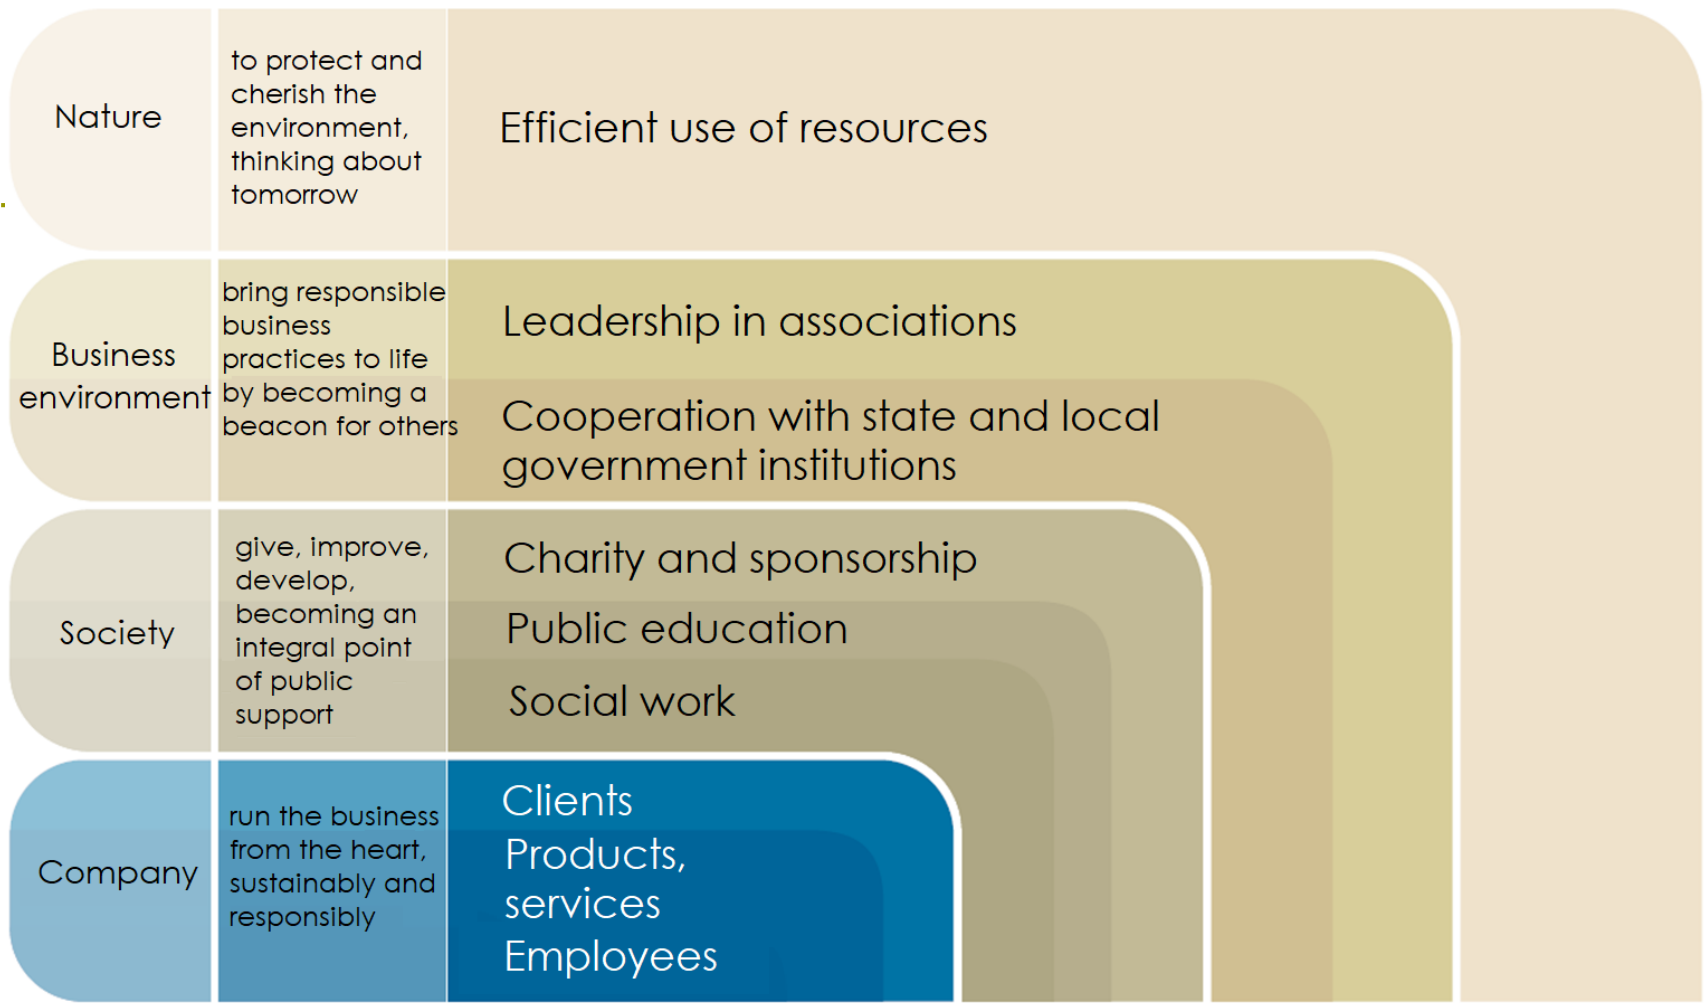 Nature
to protect and
cherish the
environment,
thinking about
tomorrow
Efficient use of resources
Business
environment
bring responsible
business
practices to life
by becoming a
beacon for others
Leadership in associations
Cooperation with state and local
government institutions
Society
give, improve,
develop,
becoming an
integral point
of public
support
Charity and sponsorship
Public education
Social work
Company
run the business
from the heart,
sustainably and
responsibly
Clients
Products,
services
Employees